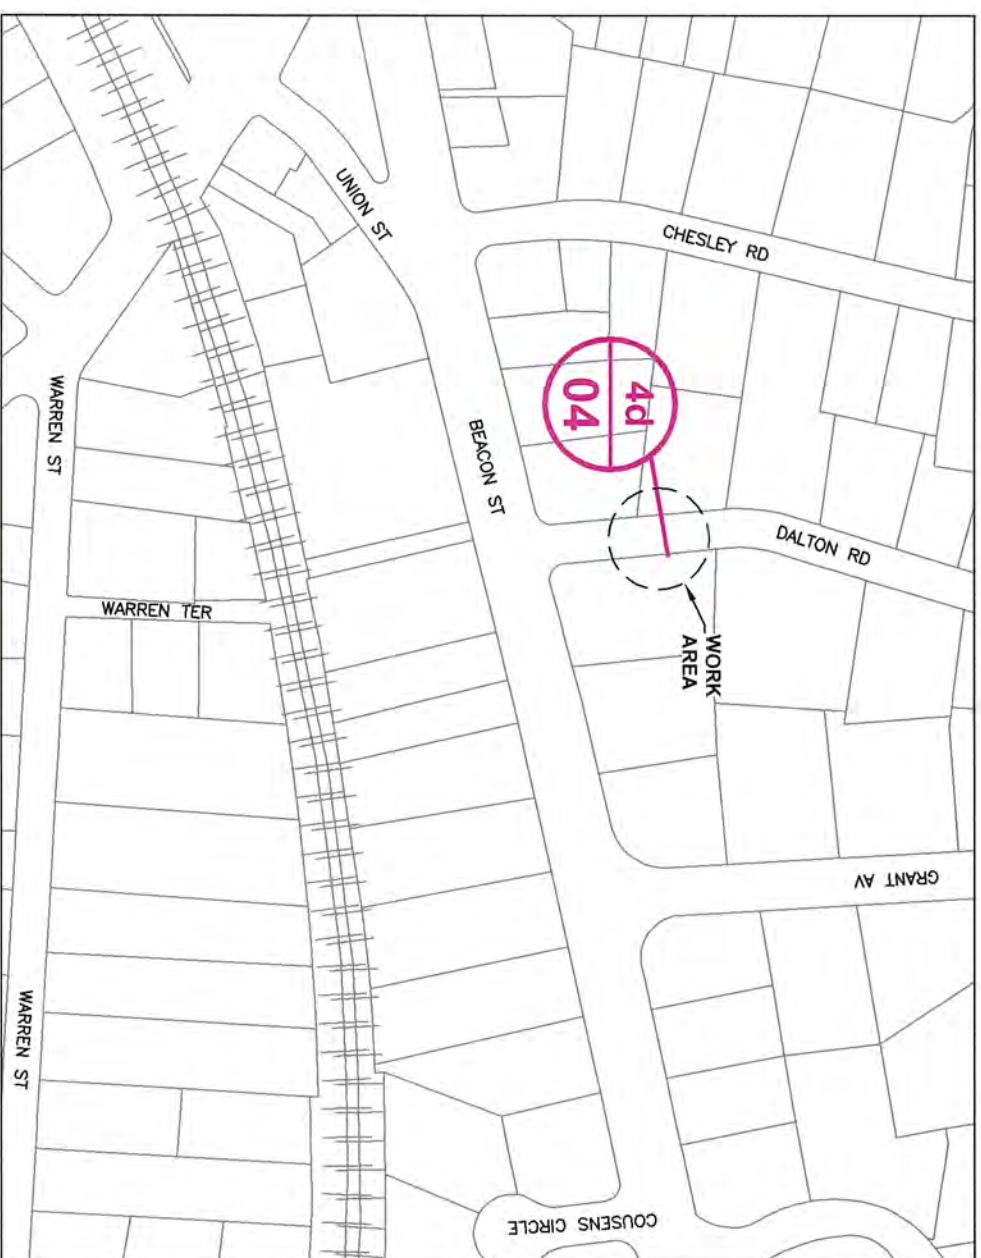 UNION ST
CHESLEY RD
4d
04
BEACON ST
WARREN ST
DALTON RD
WARREN TER
WORK
AREA
GRANT AV
WARREN ST
COUSENS CIRCLE